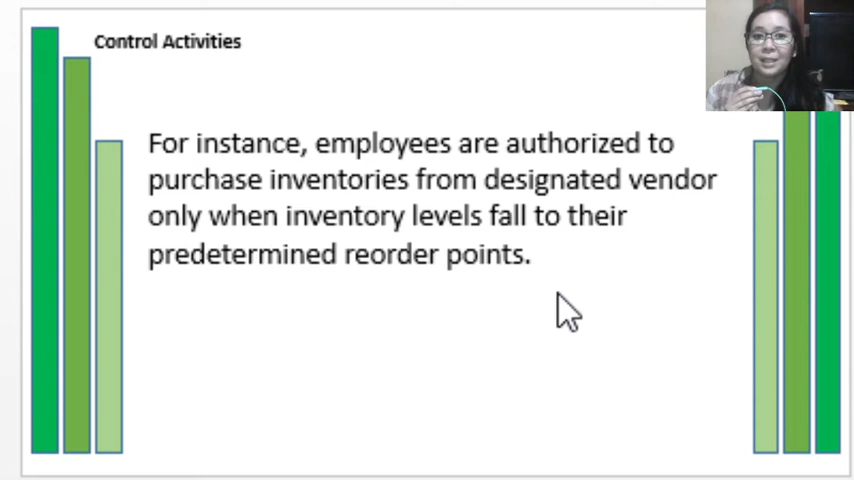 Control Activities
For instance, employees are authorized to
purchase inventories from designated vendor
only when inventory levels fall to their
predetermined reorder points.